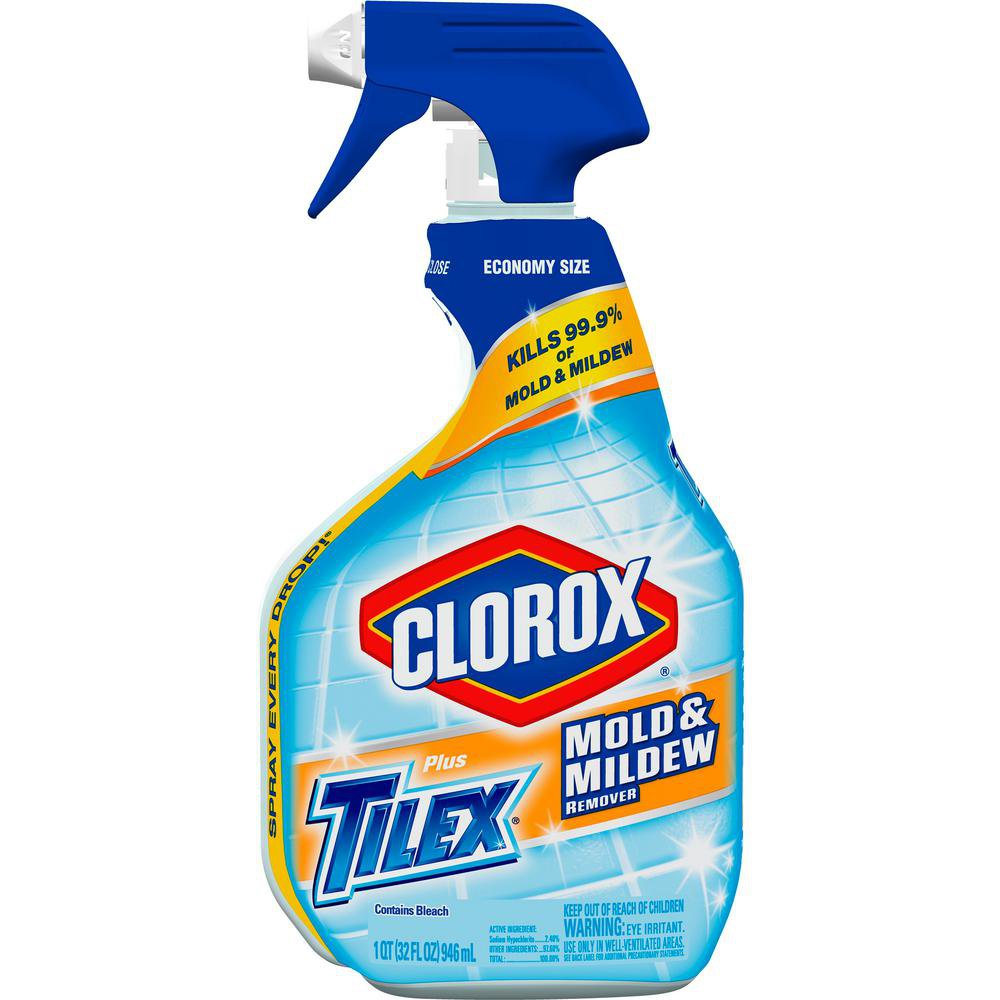 ECONOMY SIZE
KILLS 99.9%
OF
MOLD & MILDEW
SPRAY EVERY DROP!®
CLOROX
®
Plus
TILEX®
MOLD &
MILDEW
REMOVER
Contains Bleach
1 QT (32 FL OZ) 946 mL
ACTIVE INGREDIENT:
Sodium Hypochlorite.....2.40%
OTHER INGREDIENTS:...97.60%
TOTAL:.....................100.00%
KEEP OUT OF REACH OF CHILDREN
WARNING: EYE IRRITANT.
USE ONLY IN WELL-VENTILATED AREAS.
SEE BACK LABEL FOR ADDITIONAL PRECAUTIONARY STATEMENTS.